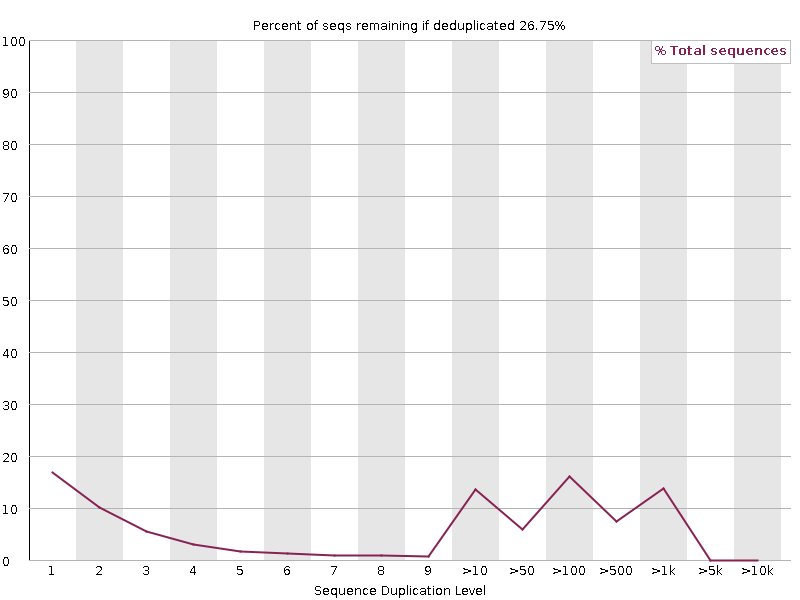 Percent of seqs remaining if deduplicated 26.75%
% Total sequences
100
90
80
70
60
50
40
30
20
10
0
1 2 3 4 5 6 7 8 9 >10 >50 >100 >500 >1k >5k >10k
Sequence Duplication Level